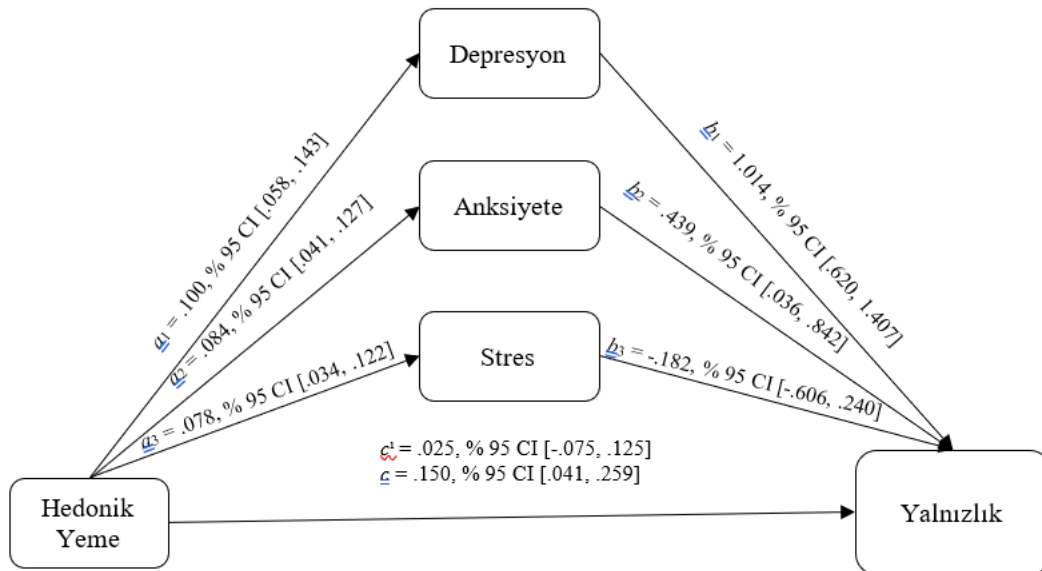 Depresyon
a1 = .100, % 95 CI [.058, .143]
b1 = 1.014, % 95 CI [.620, 1.407]
Anksiyete
a2 = .084, % 95 CI [.041, .127]
b2 = .439, % 95 CI [.036, .842]
Stres
a3 = .078, % 95 CI [.034, .122]
b3 = -.182, % 95 CI [-.606, .240]
c¹ = .025, % 95 CI [-.075, .125]
c = .150, % 95 CI [.041, .259]
Hedonik
Yeme
Yalnızlık